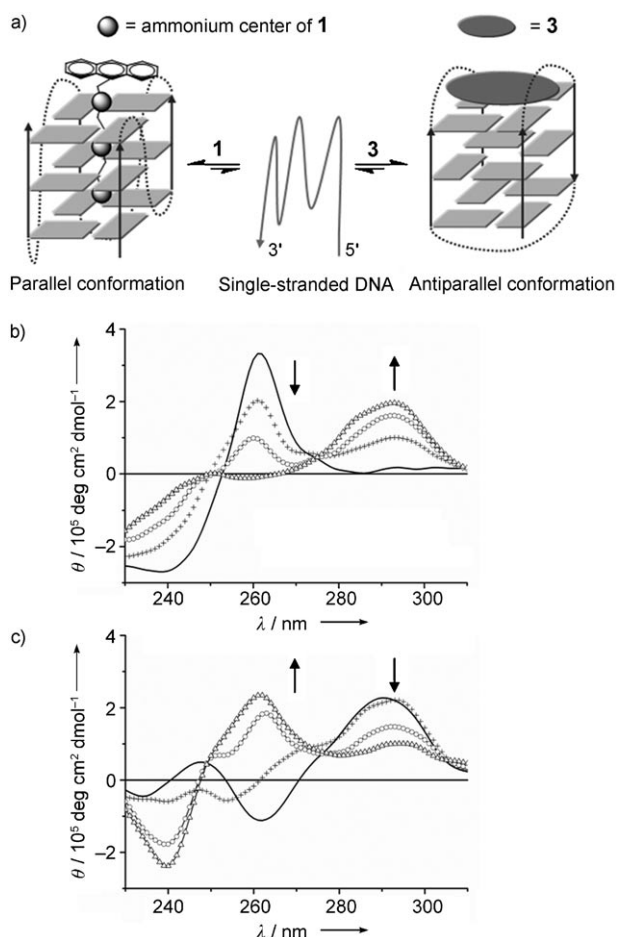 a)
= ammonium center of 1
= 3
1
3
3'
5'
Parallel conformation
Single-stranded DNA
Antiparallel conformation
b)
4
2
0
−2
θ / 10⁵ deg cm² dmol⁻¹
240
260
280
300
λ / nm
c)
4
2
0
−2
θ / 10⁵ deg cm² dmol⁻¹
240
260
280
300
λ / nm